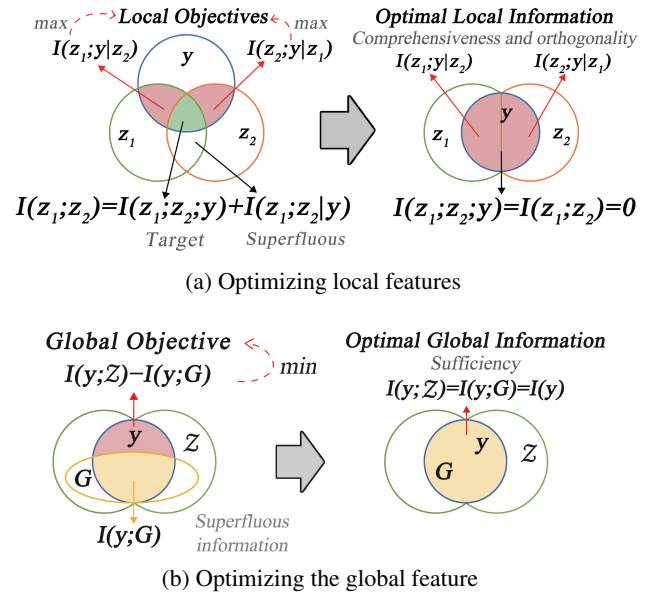 Local Objectives
max
max
I(z₁;y|z₂)
I(z₂;y|z₁)
y
z₁
z₂
I(z₁;z₂)=I(z₁;z₂;y)+I(z₁;z₂|y)
Target
Superfluous
Optimal Local Information
Comprehensiveness and orthogonality
I(z₁;y|z₂)
I(z₂;y|z₁)
y
z₁
z₂
I(z₁;z₂;y)=I(z₁;z₂)=0
(a) Optimizing local features
Global Objective
I(y;Z)−I(y;G)
min
y
Z
G
I(y;G)
Superfluous
information
Optimal Global Information
Sufficiency
I(y;Z)=I(y;G)=I(y)
y
G
Z
(b) Optimizing the global feature